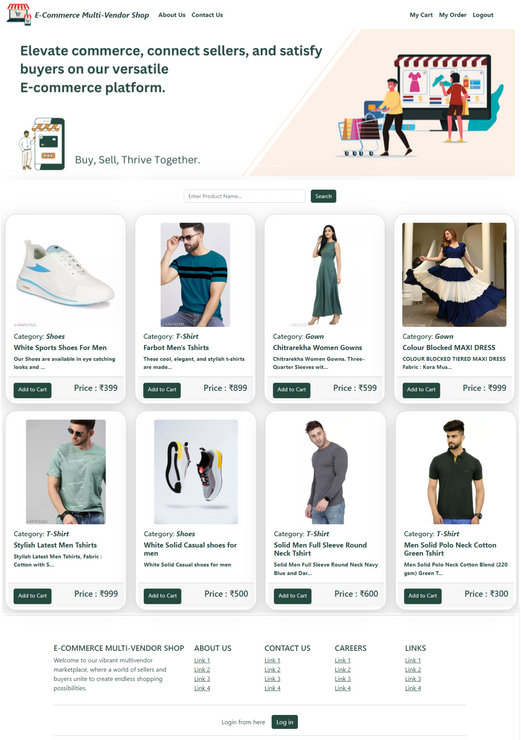 E-Commerce Multi-Vendor Shop About Us Contact Us My Cart My Order Logout
Elevate commerce, connect sellers, and satisfy
buyers on our versatile
E-commerce platform.
Buy, Sell, Thrive Together.
Enter Product Name... Search
Category: Shoes
White Sports Shoes For Men
Our Shoes are available in eye catching
looks and ...
Add to Cart Price : ₹399
Category: T-Shirt
Farbot Men's Tshirts
These cool, elegant, and stylish t-shirts
are made...
Add to Cart Price : ₹899
Category: Gown
Chitrarekha Women Gowns
Chitrarekha Women Gowns. Three-
Quarter Sleeves wit...
Add to Cart Price : ₹599
Category: Gown
Colour Blocked MAXI DRESS
COLOUR BLOCKED TIERED MAXI DRESS
Fabric : Kora Mus...
Add to Cart Price : ₹999
Category: T-Shirt
Stylish Latest Men Tshirts
Stylish Latest Men Tshirts, Fabric :
Cotton with S...
Add to Cart Price : ₹999
Category: Shoes
White Solid Casual shoes for
men
White Solid Casual shoes for men
Add to Cart Price : ₹500
Category: T-Shirt
Solid Men Full Sleeve Round
Neck Tshirt
Solid Men Full Sleeve Round Neck Navy
Blue and Dar...
Add to Cart Price : ₹600
Category: T-Shirt
Men Solid Polo Neck Cotton
Green Tshirt
Men Solid Polo Neck Cotton Blend (220
gsm) Green T...
Add to Cart Price : ₹300
E-COMMERCE MULTI-VENDOR SHOP
Welcome to our vibrant multivendor
marketplace, where a world of sellers and
buyers unite to create endless shopping
possibilities.
ABOUT US
Link 1
Link 2
Link 3
Link 4
CONTACT US
Link 1
Link 2
Link 3
Link 4
CAREERS
Link 1
Link 2
Link 3
Link 4
LINKS
Link 1
Link 2
Link 3
Link 4
Login from here Log in